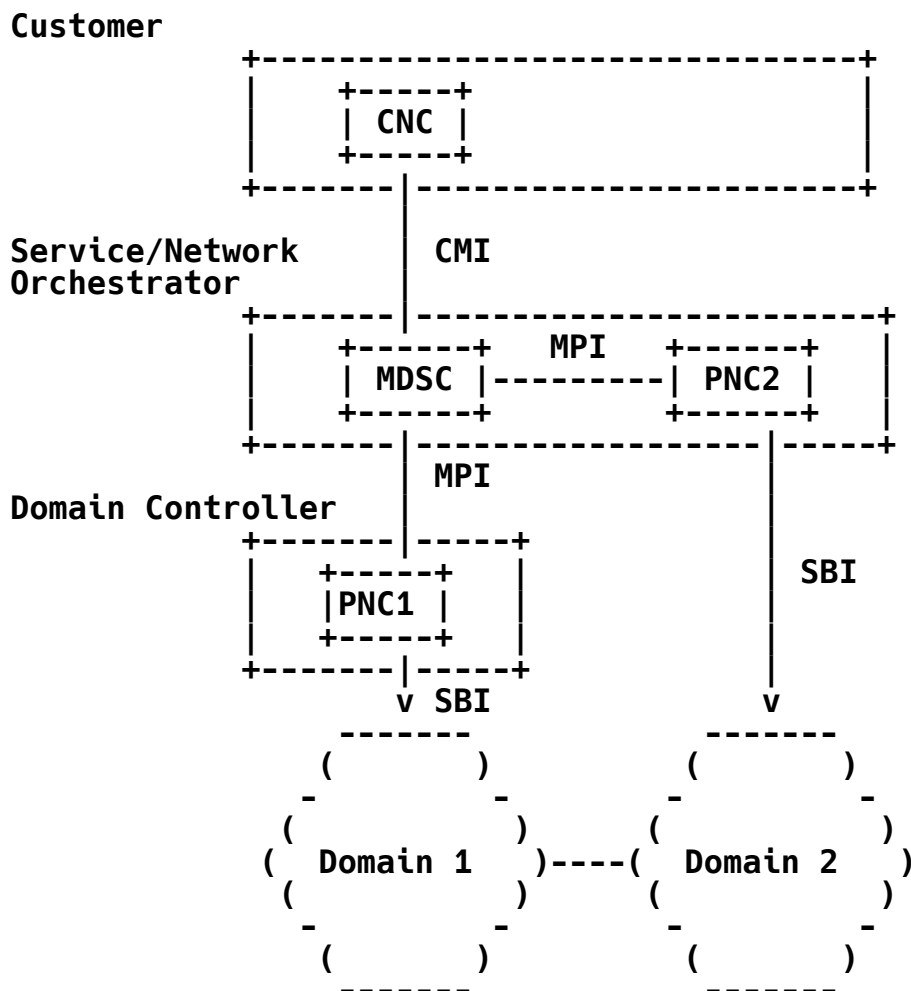 Customer
CNC
CMI
Service/Network
Orchestrator
MPI
MDSC PNC2
MPI
Domain Controller
SBI
PNC1
v SBI v
Domain 1 Domain 2